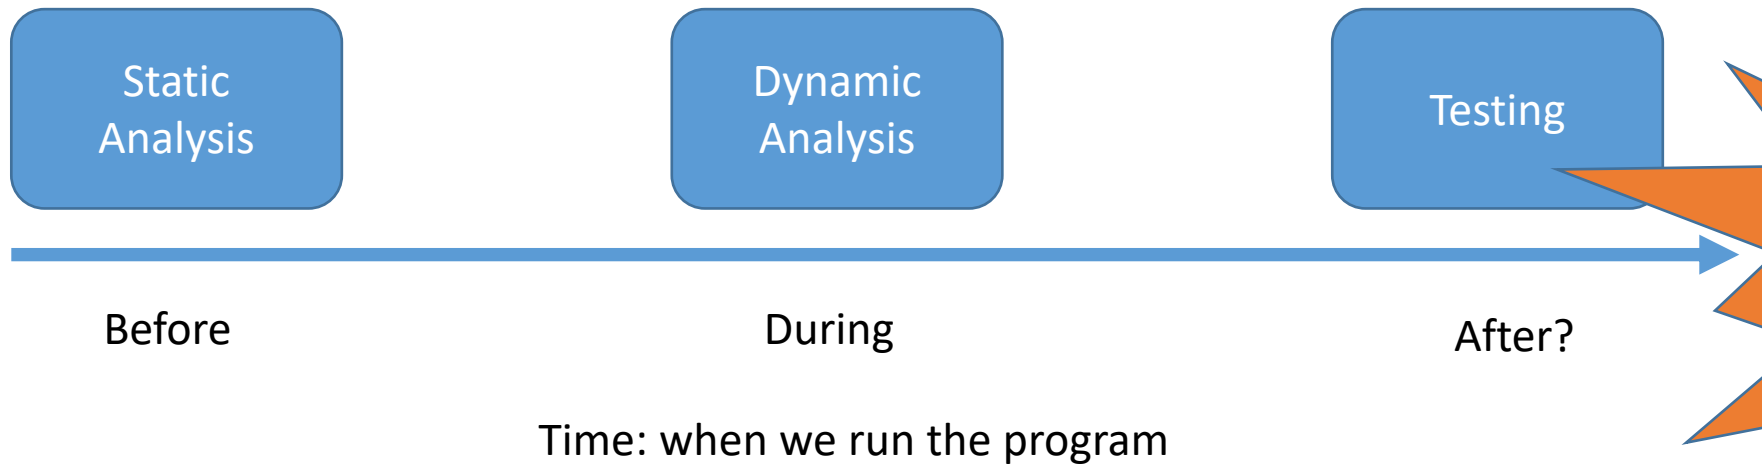 Static
Analysis
Dynamic
Analysis
Testing
Before
During
After?
Time: when we run the program